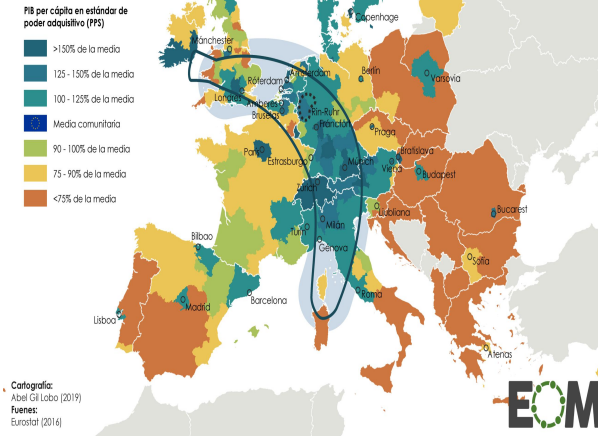 PIB per cápita en estándar de
poder adquisitivo (PPS)
>150% de la media
125 - 150% de la media
100 - 125% de la media
Media comunitaria
90 - 100% de la media
75 - 90% de la media
<75% de la media
Copenhage
Mánchester
Ámsterdam
Berlín
Róterdam
Varsovia
Londres
Amberes
Rin-Ruhr
Bruselas
Fráncfort
Praga
París
Estrasburgo
Múnich
Viena
Bratislava
Budapest
Zúrich
Liubliana
Milán
Turín
Bucarest
Génova
Bilbao
Sofía
Roma
Barcelona
Madrid
Lisboa
Atenas
Cartografía:
Abel Gil Lobo (2019)
Fuenes:
Eurostat (2016)
EOM